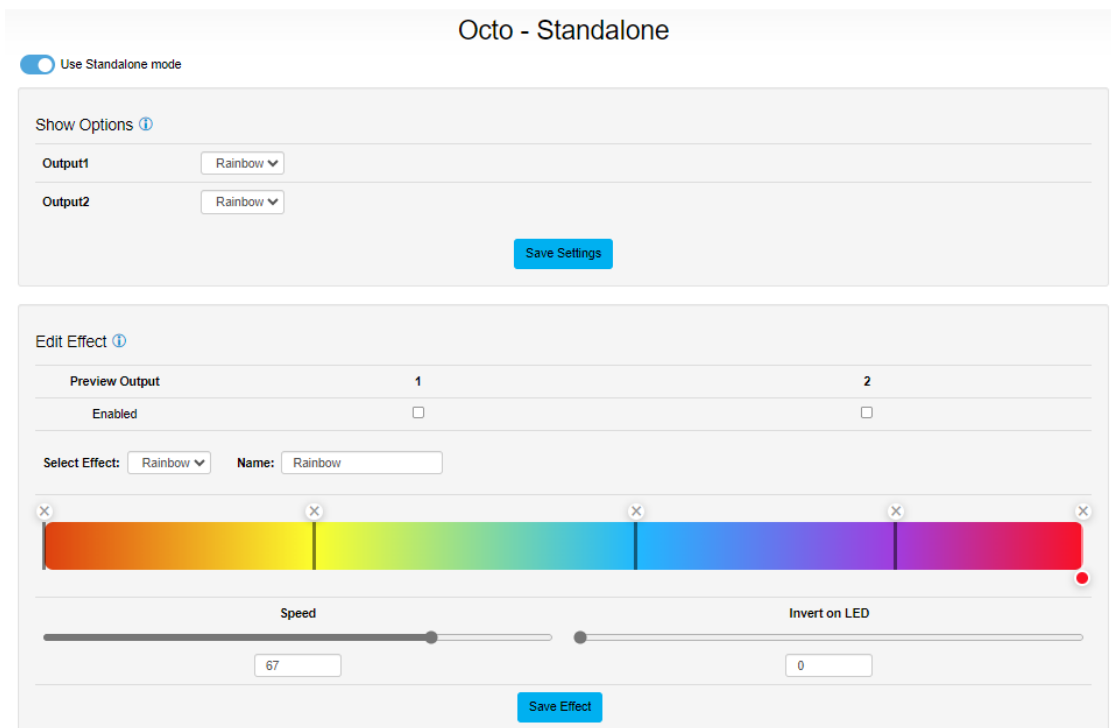 Octo - Standalone
Use Standalone mode
Show Options
Output1 Rainbow
Output2 Rainbow
Save Settings
Edit Effect
Preview Output 1 2
Enabled
Select Effect: Rainbow Name: Rainbow
Speed Invert on LED
67 0
Save Effect